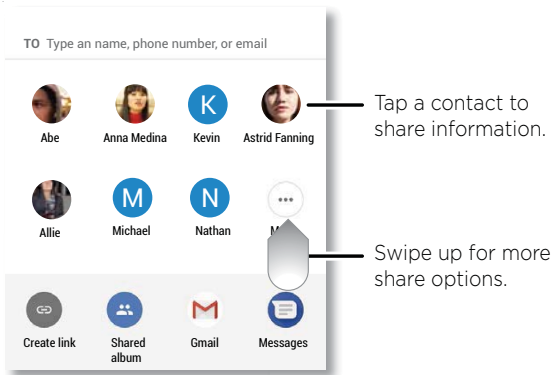 TO Type an name, phone number, or email
K
Abe Anna Medina Kevin Astrid Fanning
Tap a contact to
share information.
M N
Allie Michael Nathan
Swipe up for more
share options.
M
Create link Shared album Gmail Messages